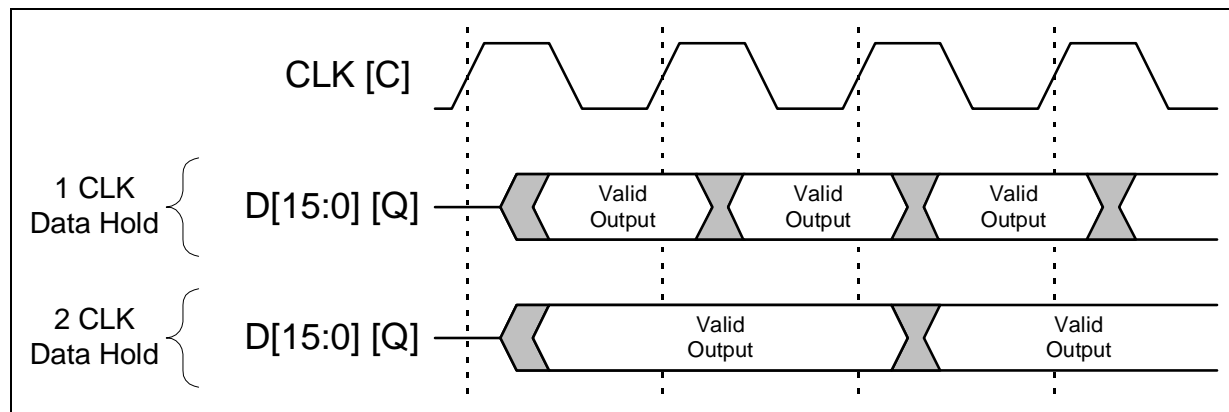 CLK [C]
1 CLK
Data Hold
D[15:0] [Q]
Valid
Output
Valid
Output
Valid
Output
2 CLK
Data Hold
D[15:0] [Q]
Valid
Output
Valid
Output